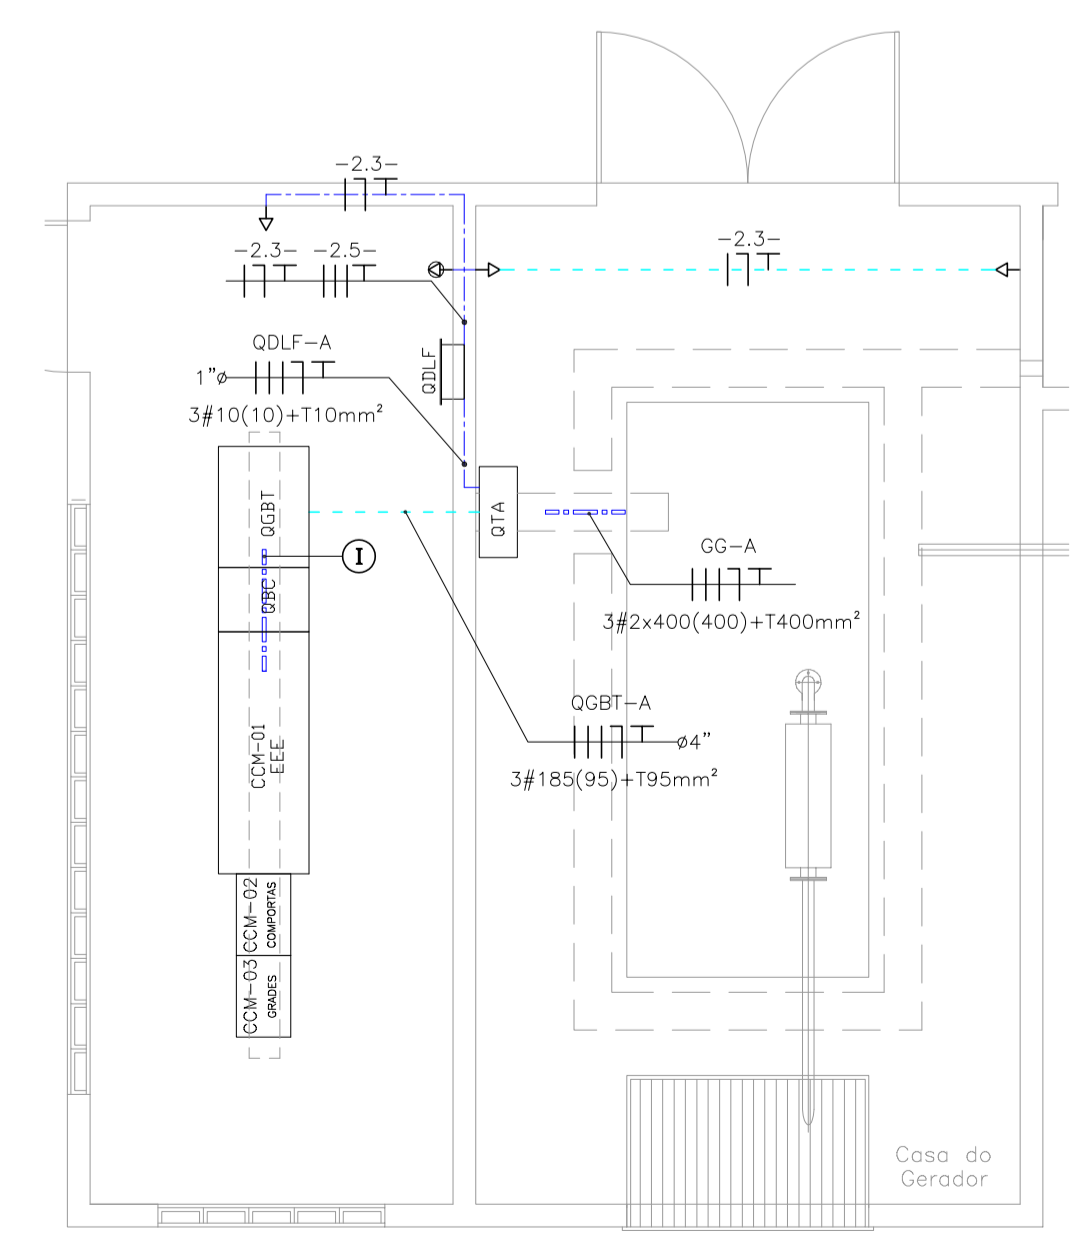 -2.3-
-2.3- -2.5-
-2.3-
QDLF-A
1"ø
3#10(10)+T10mm²
QDLF
QGBT
QTA
I
QBC
GG-A
3#2x400(400)+T400mm²
QGBT-A
ø4"
3#185(95)+T95mm²
CCM-01
EEE
CCM-02
COMPORTAS
CCM-03
GRADES
Casa do
Gerador